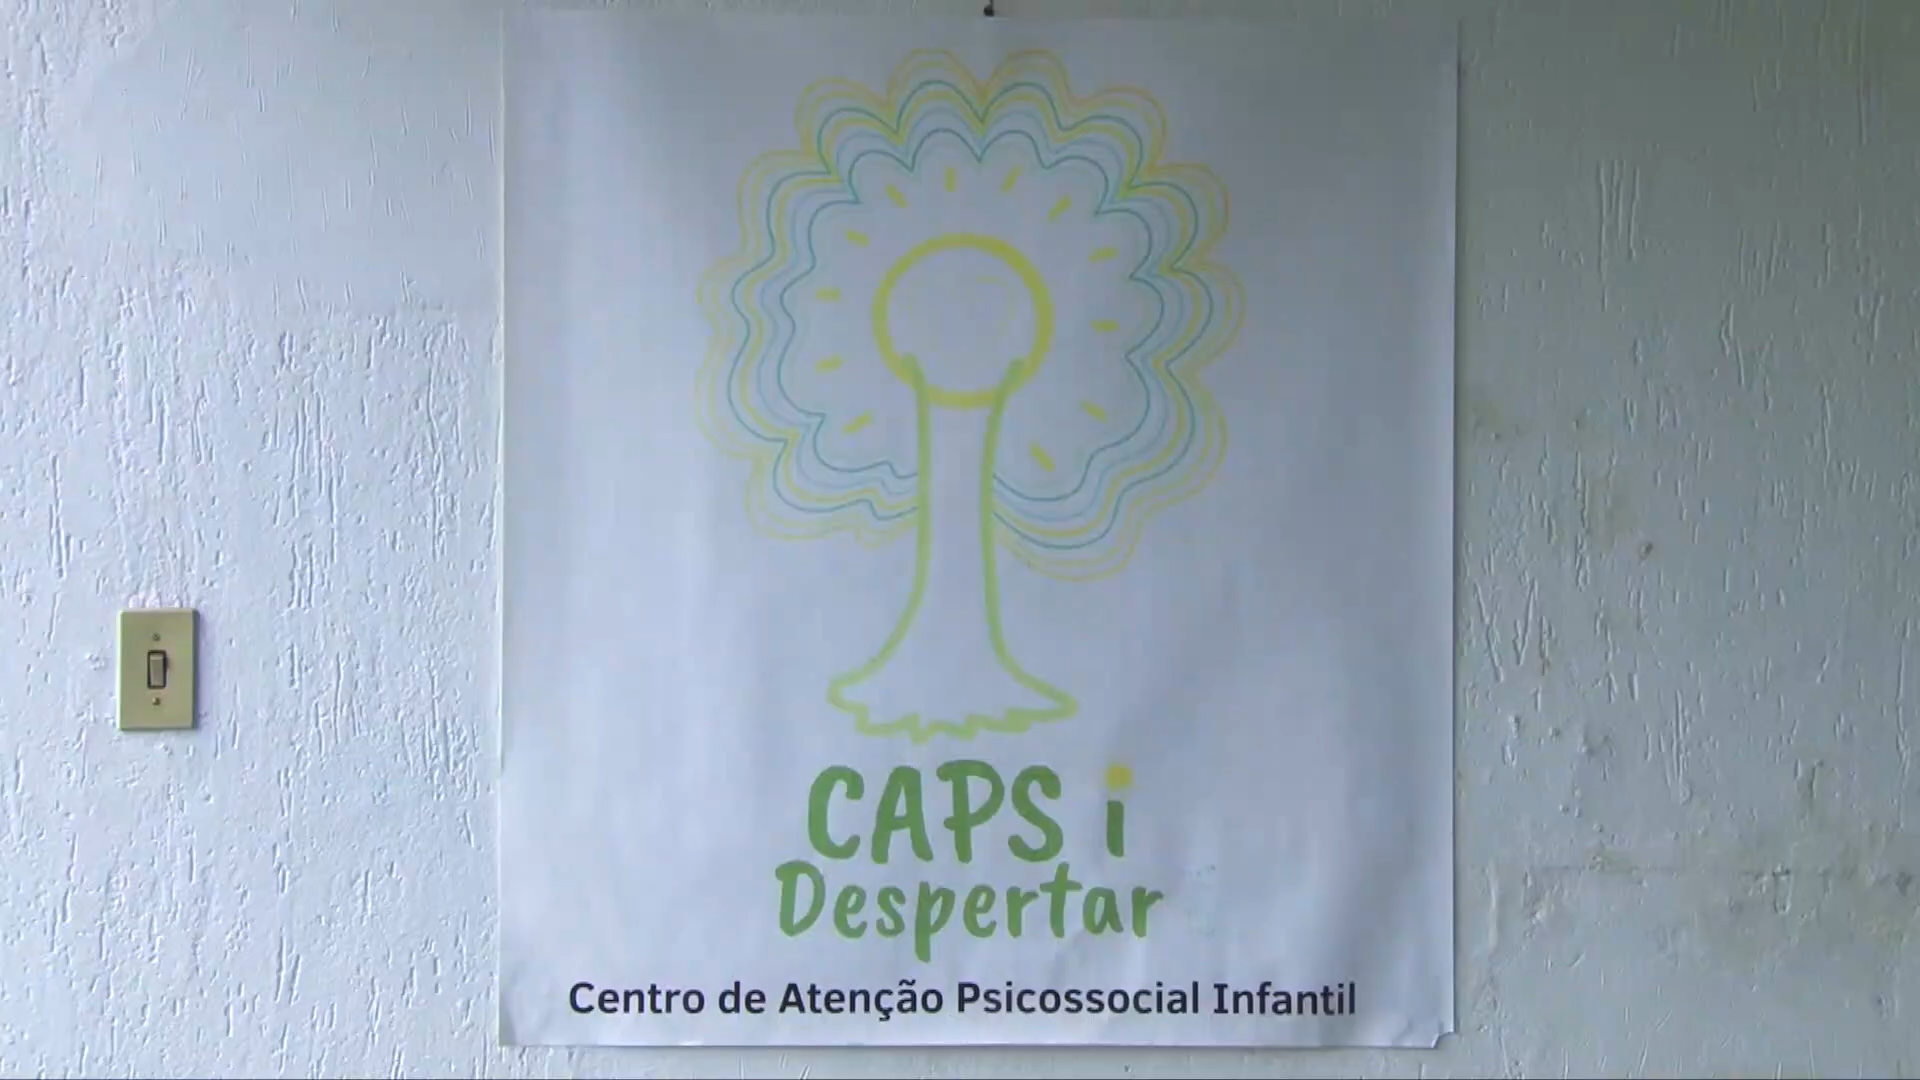 CAPS i
Despertar
Centro de Atenção Psicossocial Infantil